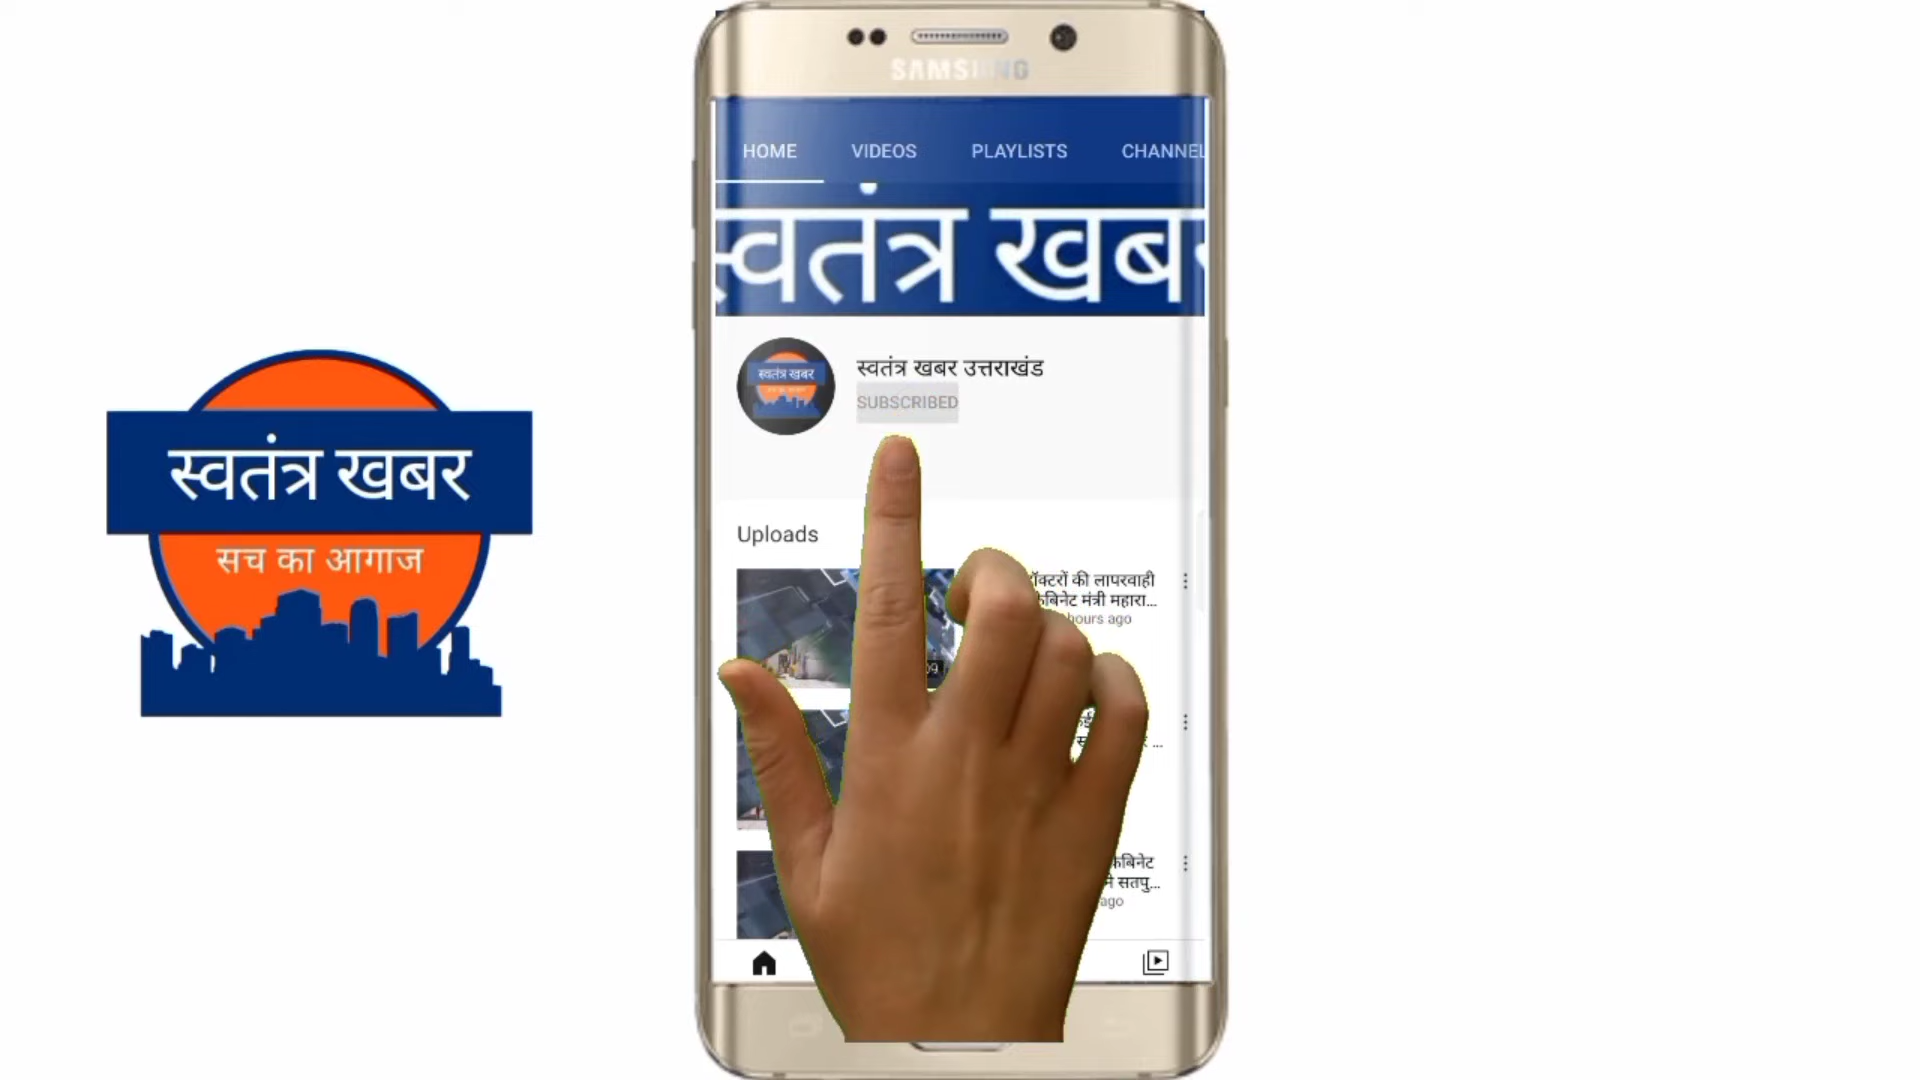 SAMSUNG
HOME VIDEOS PLAYLISTS CHANNEL
स्वतंत्र खबर
स्वतंत्र खबर
स्वतंत्र खबर उत्तराखंड
SUBSCRIBED
स्वतंत्र खबर
सच का आगाज
Uploads
की लापरवाही
मंत्री महारा...
hours ago
09
कैबिनेट
सतपु...
ago